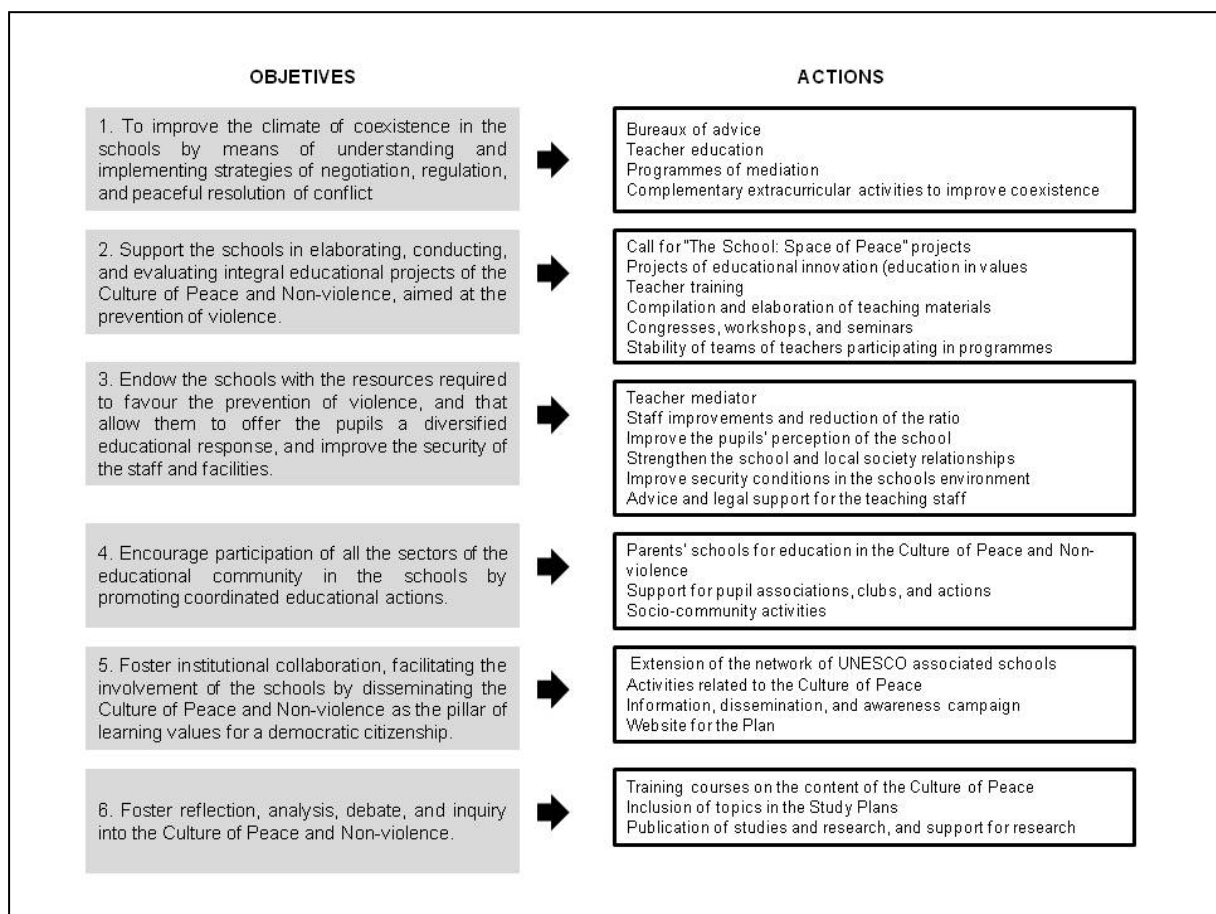 OBJETIVES
ACTIONS
1. To improve the climate of coexistence in the
schools by means of understanding and
implementing strategies of negotiation, regulation,
and peaceful resolution of conflict
Bureaux of advice
Teacher education
Programmes of mediation
Complementary extracurricular activities to improve coexistence
2. Support the schools in elaborating, conducting,
and evaluating integral educational projects of the
Culture of Peace and Non-violence, aimed at the
prevention of violence.
Call for "The School: Space of Peace" projects
Projects of educational innovation (education in values
Teacher training
Compilation and elaboration of teaching materials
Congresses, workshops, and seminars
Stability of teams of teachers participating in programmes
3. Endow the schools with the resources required
to favour the prevention of violence, and that
allow them to offer the pupils a diversified
educational response, and improve the security of
the staff and facilities.
Teacher mediator
Staff improvements and reduction of the ratio
Improve the pupils' perception of the school
Strengthen the school and local society relationships
Improve security conditions in the schools environment
Advice and legal support for the teaching staff
4. Encourage participation of all the sectors of the
educational community in the schools by
promoting coordinated educational actions.
Parents' schools for education in the Culture of Peace and Non-
violence
Support for pupil associations, clubs, and actions
Socio-community activities
5. Foster institutional collaboration, facilitating the
involvement of the schools by disseminating the
Culture of Peace and Non-violence as the pillar of
learning values for a democratic citizenship.
Extension of the network of UNESCO associated schools
Activities related to the Culture of Peace
Information, dissemination, and awareness campaign
Website for the Plan
6. Foster reflection, analysis, debate, and inquiry
into the Culture of Peace and Non-violence.
Training courses on the content of the Culture of Peace
Inclusion of topics in the Study Plans
Publication of studies and research, and support for research